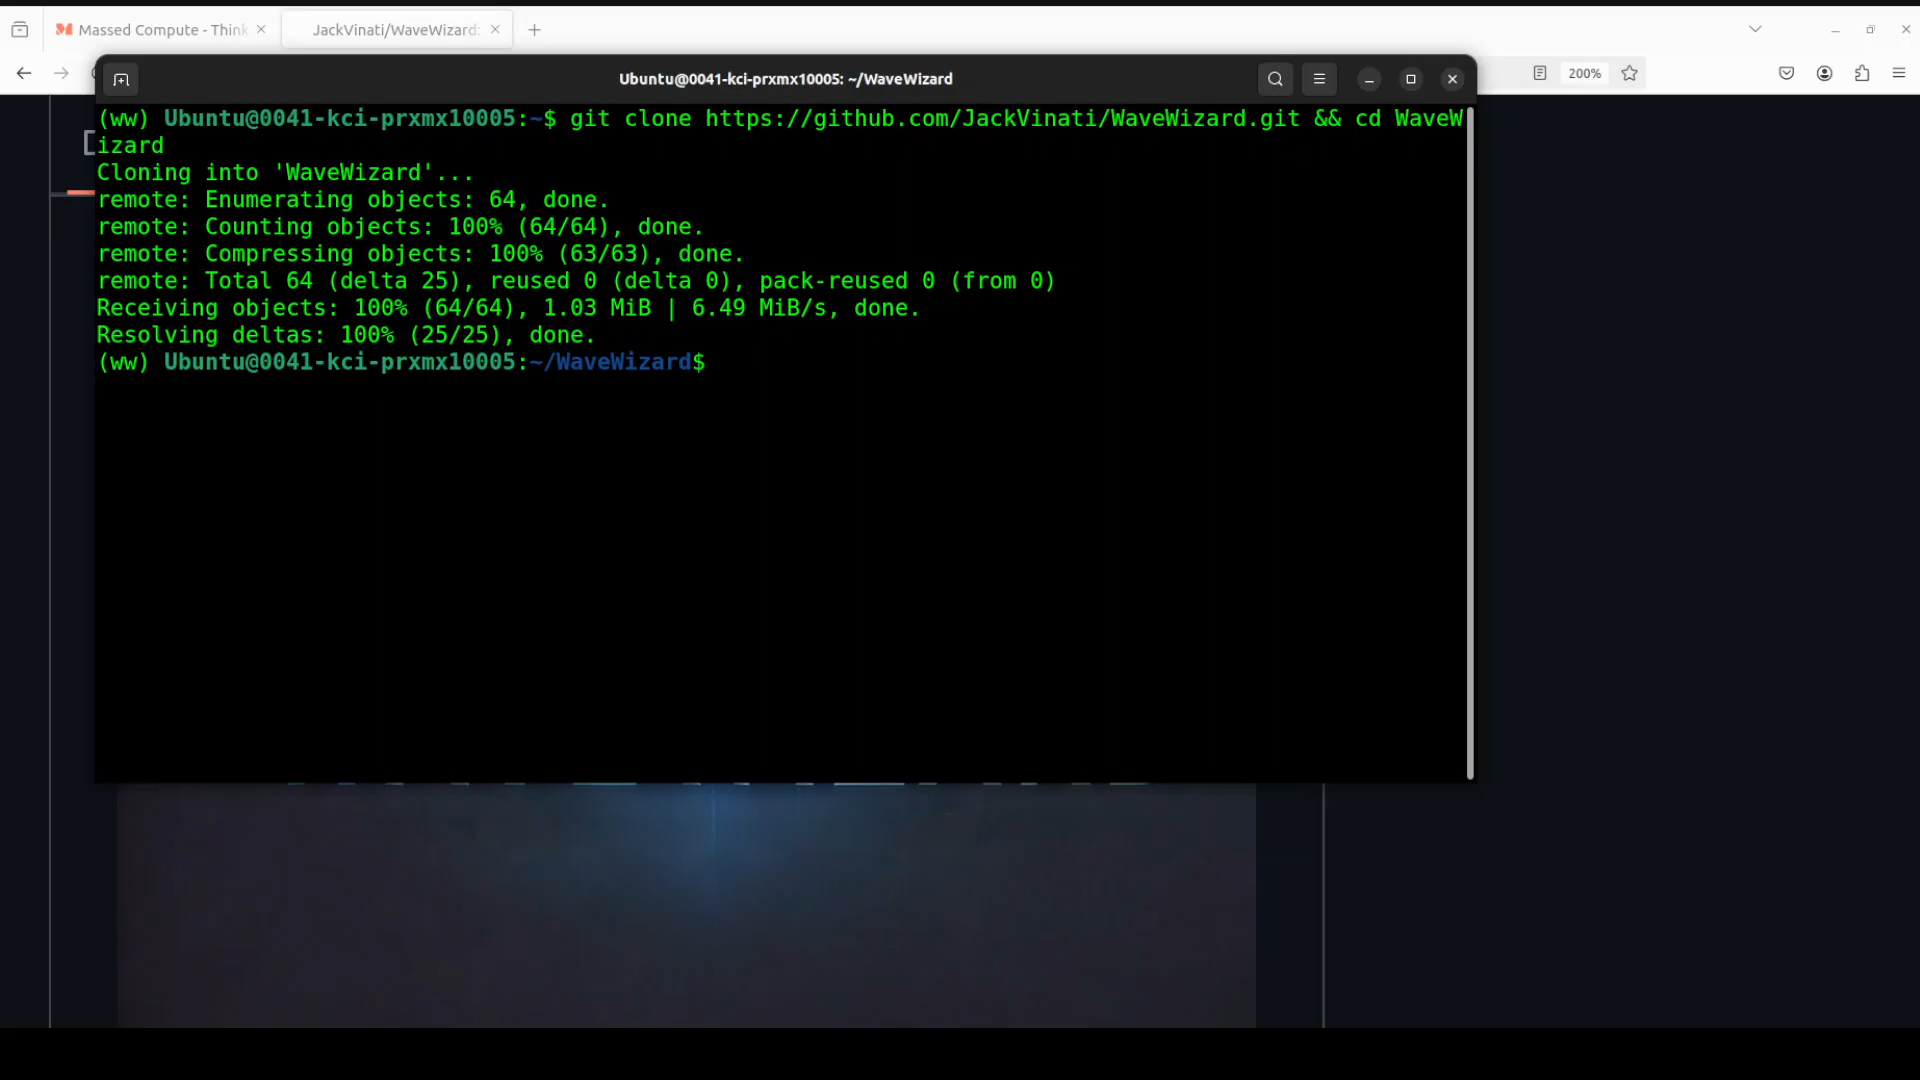 Massed Compute - Think
JackVinati/WaveWizard:
200%
Ubuntu@0041-kci-prxmx10005: ~/WaveWizard
(ww) Ubuntu@0041-kci-prxmx10005:~$ git clone https://github.com/JackVinati/WaveWizard.git && cd WaveW
izard
Cloning into 'WaveWizard'...
remote: Enumerating objects: 64, done.
remote: Counting objects: 100% (64/64), done.
remote: Compressing objects: 100% (63/63), done.
remote: Total 64 (delta 25), reused 0 (delta 0), pack-reused 0 (from 0)
Receiving objects: 100% (64/64), 1.03 MiB | 6.49 MiB/s, done.
Resolving deltas: 100% (25/25), done.
(ww) Ubuntu@0041-kci-prxmx10005:~/WaveWizard$